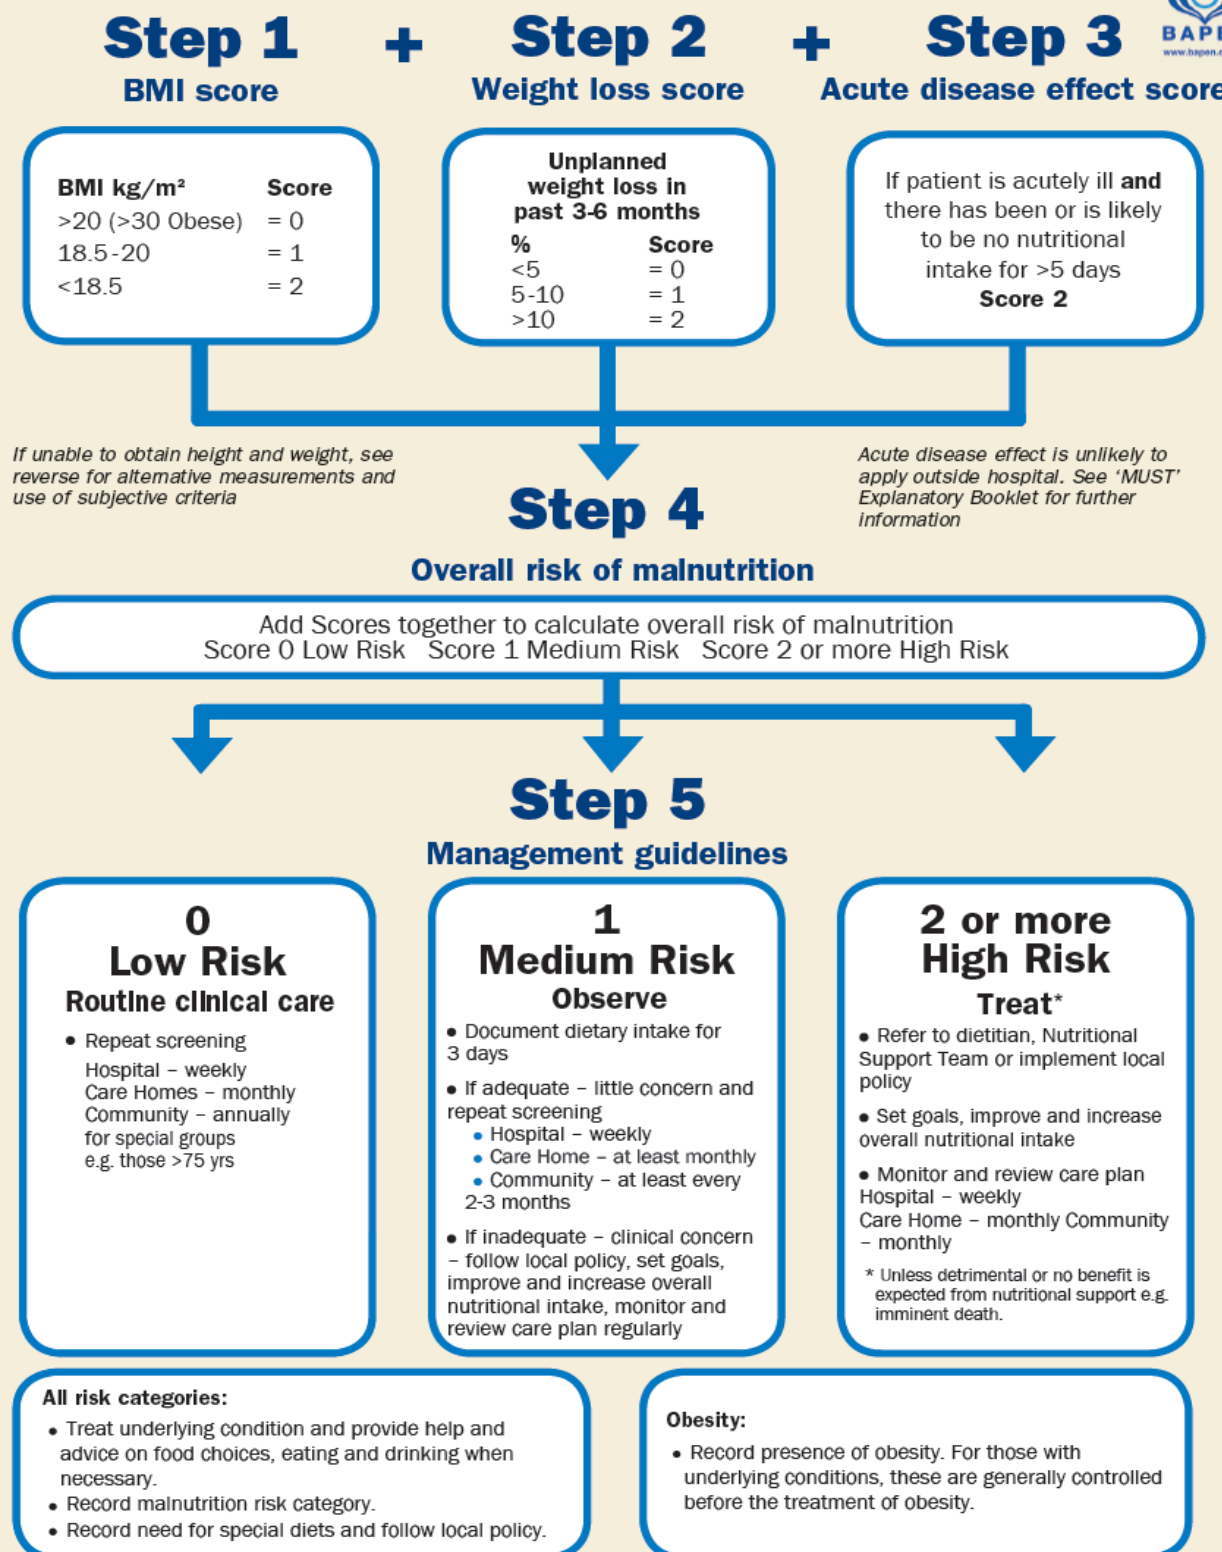 Step 1 + Step 2 + Step 3
BAPE
www.bapen.
BMI score
Weight loss score
Acute disease effect score
BMI kg/m² Score
>20 (>30 Obese) = 0
18.5-20 = 1
<18.5 = 2
Unplanned
weight loss in
past 3-6 months
% Score
<5 = 0
5-10 = 1
>10 = 2
If patient is acutely ill and
there has been or is likely
to be no nutritional
intake for >5 days
Score 2
If unable to obtain height and weight, see
reverse for alternative measurements and
use of subjective criteria
Acute disease effect is unlikely to
apply outside hospital. See ‘MUST’
Explanatory Booklet for further
information
Step 4
Overall risk of malnutrition
Add Scores together to calculate overall risk of malnutrition
Score 0 Low Risk Score 1 Medium Risk Score 2 or more High Risk
Step 5
Management guidelines
0
Low Risk
Routine clinical care
• Repeat screening
Hospital – weekly
Care Homes – monthly
Community – annually
for special groups
e.g. those >75 yrs
1
Medium Risk
Observe
• Document dietary intake for
3 days
• If adequate – little concern and
repeat screening
• Hospital – weekly
• Care Home – at least monthly
• Community – at least every
2-3 months
• If inadequate – clinical concern
– follow local policy, set goals,
improve and increase overall
nutritional intake, monitor and
review care plan regularly
2 or more
High Risk
Treat*
• Refer to dietitian, Nutritional
Support Team or implement local
policy
• Set goals, improve and increase
overall nutritional intake
• Monitor and review care plan
Hospital – weekly
Care Home – monthly Community
– monthly
* Unless detrimental or no benefit is
expected from nutritional support e.g.
imminent death.
All risk categories:
• Treat underlying condition and provide help and
advice on food choices, eating and drinking when
necessary.
• Record malnutrition risk category.
• Record need for special diets and follow local policy.
Obesity:
• Record presence of obesity. For those with
underlying conditions, these are generally controlled
before the treatment of obesity.